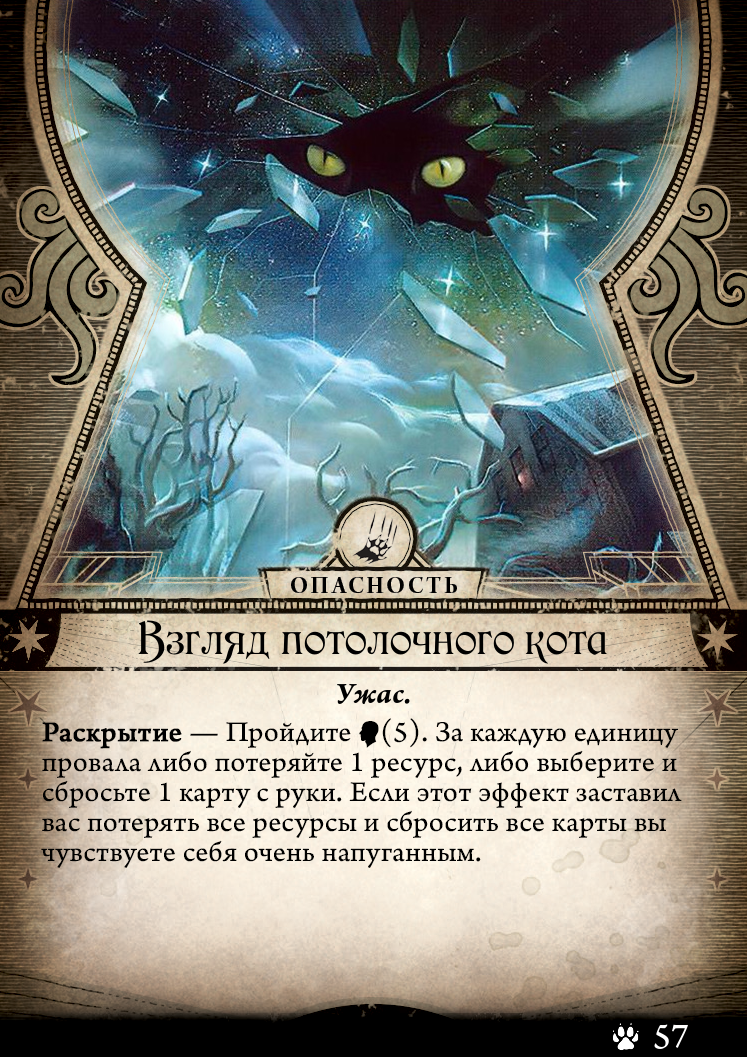 ОПАСНОСТЬ
Взгляд потолочного кота
Ужас.
Раскрытие — Пройдите (5). За каждую единицу
провала либо потеряйте 1 ресурс, либо выберите и
сбросьте 1 карту с руки. Если этот эффект заставил
вас потерять все ресурсы и сбросить все карты вы
чувствуете себя очень напуганным.
57